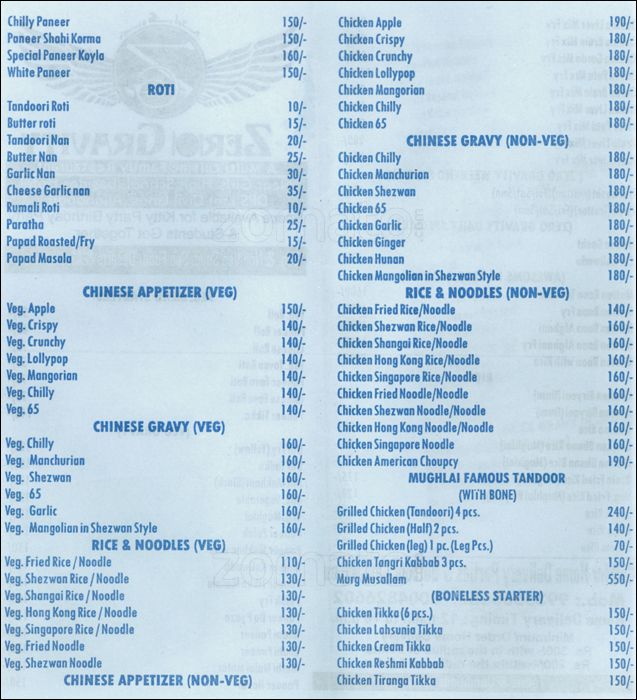 Chilly Paneer 150/-
Paneer Shahi Korma 150/-
Special Paneer Kayla 160/-
White Paneer 150/-
ROTI
Tandoori Roti 10/-
Butter roti 15/-
Tandoori Nan 20/-
Butter Nan 25/-
Garlic Nan 30/-
Cheese Garlic nan 35/-
Rumali Roti 10/-
Paratha 25/-
Papad Roasted/Fry 15/-
Papad Masala 20/-
CHINESE APPETIZER (VEG)
Veg. Apple 150/-
Veg. Crispy 140/-
Veg. Crunchy 140/-
Veg. Lollypop 140/-
Veg. Mangorian 140/-
Veg. Chilly 140/-
Veg. 65 140/-
CHINESE GRAVY (VEG)
Veg. Chilly 160/-
Veg. Manchurian 160/-
Veg. Shezwan 160/-
Veg. 65 160/-
Veg. Garlic 160/-
Veg. Mangolian in Shezwan Style 160/-
RICE & NOODLES (VEG)
Veg. Fried Rice / Noodle 110/-
Veg. Shezwan Rice / Noodle 130/-
Veg. Shangai Rice / Noodle 130/-
Veg. Hong Kong Rice / Noodle 130/-
Veg. Singapore Rice / Noodle 130/-
Veg. Fried Noodle 130/-
Veg. Shezwan Noodle 130/-
CHINESE APPETIZER (NON-VEG)
Chicken Apple 190/-
Chicken Crispy 180/-
Chicken Crunchy 180/-
Chicken Lollypop 180/-
Chicken Mangorian 180/-
Chicken Chilly 180/-
Chicken 65 180/-
CHINESE GRAVY (NON-VEG)
Chicken Chilly 180/-
Chicken Manchurian 180/-
Chicken Shezwan 180/-
Chicken 65 180/-
Chicken Garlic 180/-
Chicken Ginger 180/-
Chicken Hunan 180/-
Chicken Mangolian in Shezwan Style 180/-
RICE & NOODLES (NON-VEG)
Chicken Fried Rice/Noodle 140/-
Chicken Shezwan Rice/Noodle 160/-
Chicken Shangai Rice/Noodle 160/-
Chicken Hong Kong Rice/Noodle 160/-
Chicken Singapore Rice/Noodle 160/-
Chicken Fried Noodle/Noodle 160/-
Chicken Shezwan Noodle/Noodle 160/-
Chicken Hong Kong Noodle/Noodle 160/-
Chicken Singapore Noodle 160/-
Chicken American Choupcy 190/-
MUGHLAI FAMOUS TANDOOR
(WITH BONE)
Grilled Chicken (Tandoori) 4 pcs. 240/-
Grilled Chicken (Half) 2 pcs. 140/-
Grilled Chicken (leg) 1 pc. (Leg Pcs.) 70/-
Chicken Tangri Kabbab 3 pcs. 150/-
Murg Musallam 550/-
(BONELESS STARTER)
Chicken Tikka (6 pcs.) 150/-
Chicken Lahsunia Tikka 150/-
Chicken Cream Tikka 150/-
Chicken Reshmi Kabbab 150/-
Chicken Tiranga Tikka 150/-